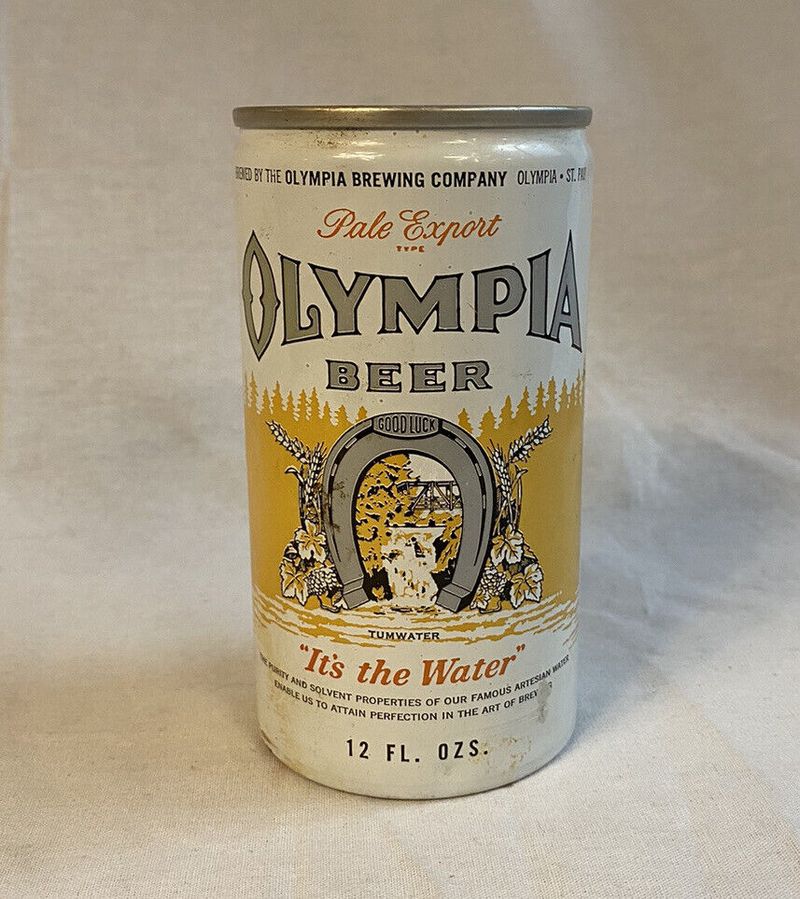 BY THE OLYMPIA BREWING COMPANY OLYMPIA • ST.
Pale Export
TYPE
OLYMPIA
BEER
GOOD LUCK
TUMWATER
"It's the Water"
PURITY AND SOLVENT PROPERTIES OF OUR FAMOUS ARTESIAN WATER
ENABLE US TO ATTAIN PERFECTION IN THE ART OF
12 FL. OZS.